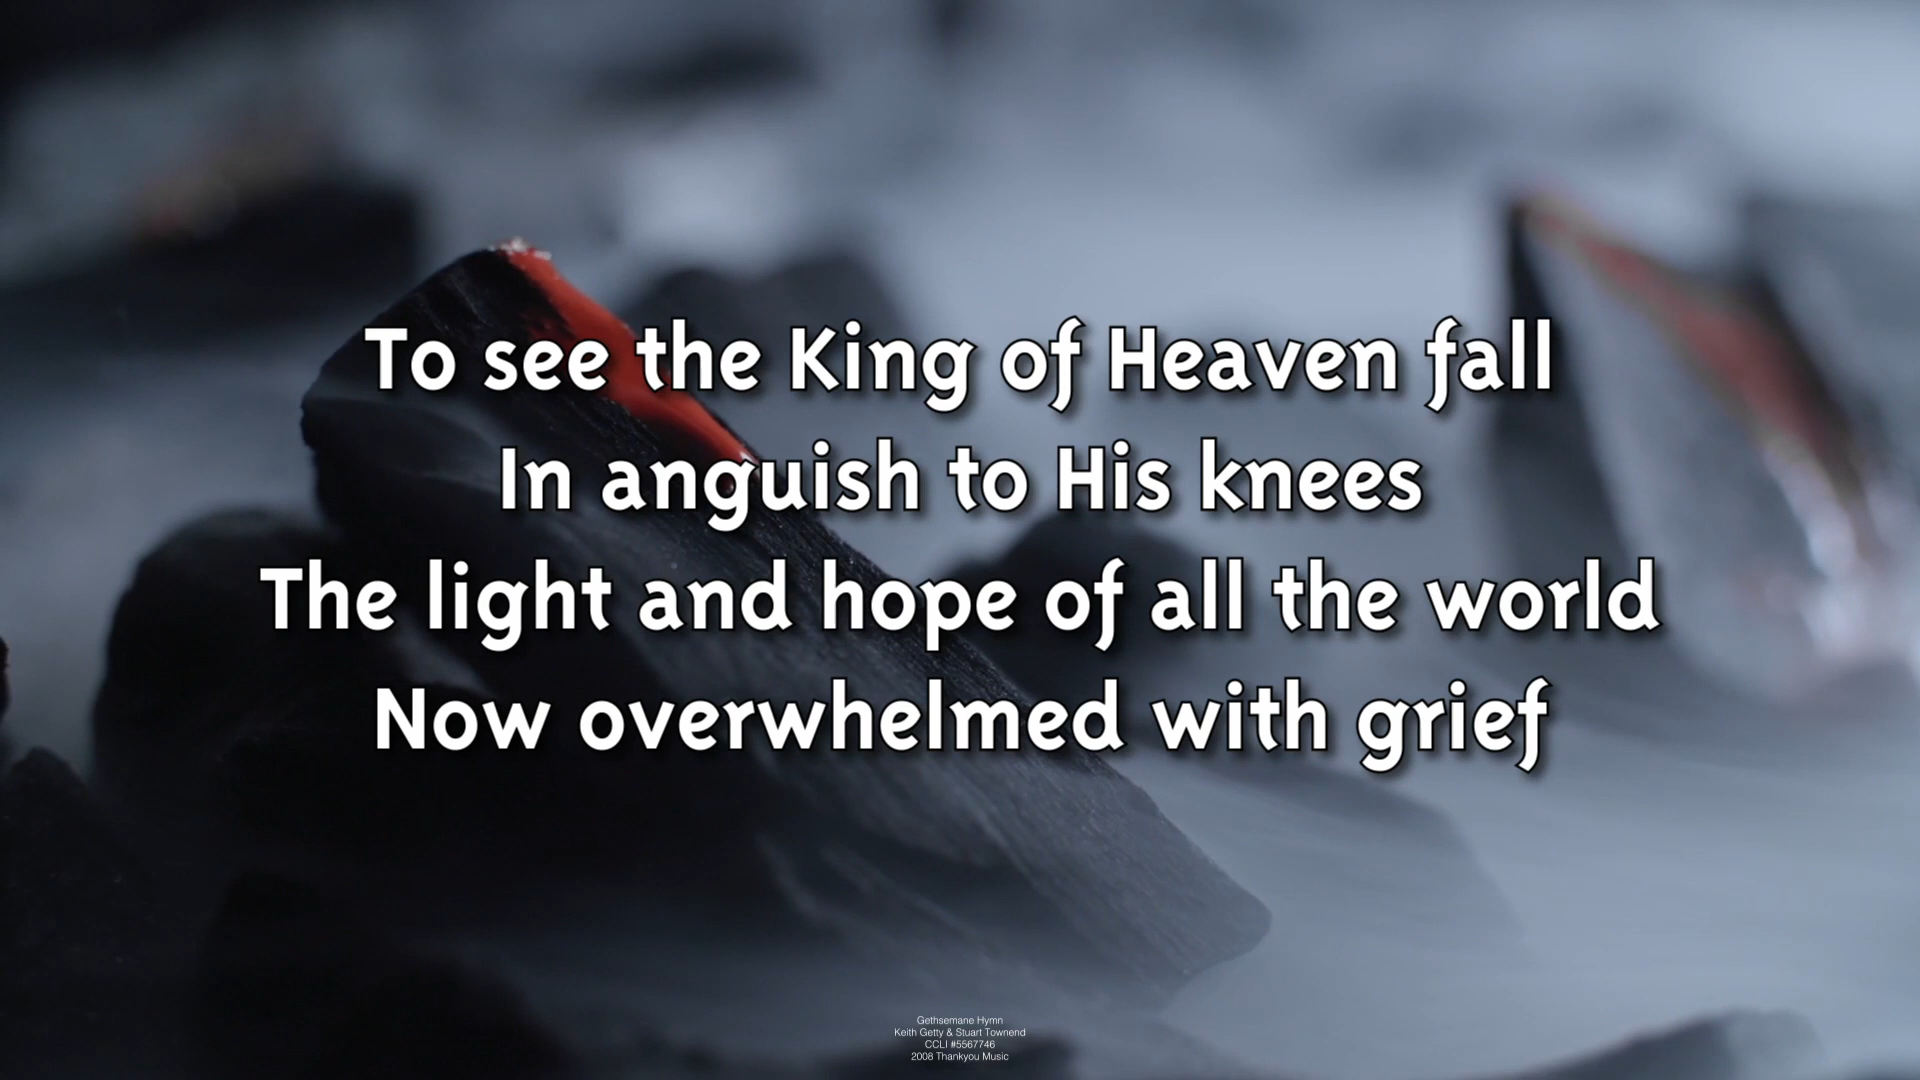 To see the King of Heaven fall
In anguish to His knees
The light and hope of all the world
Now overwhelmed with grief
Gethsemane Hymn
Keith Getty & Stuart Townend
CCLI #5567746
2008 Thankyou Music